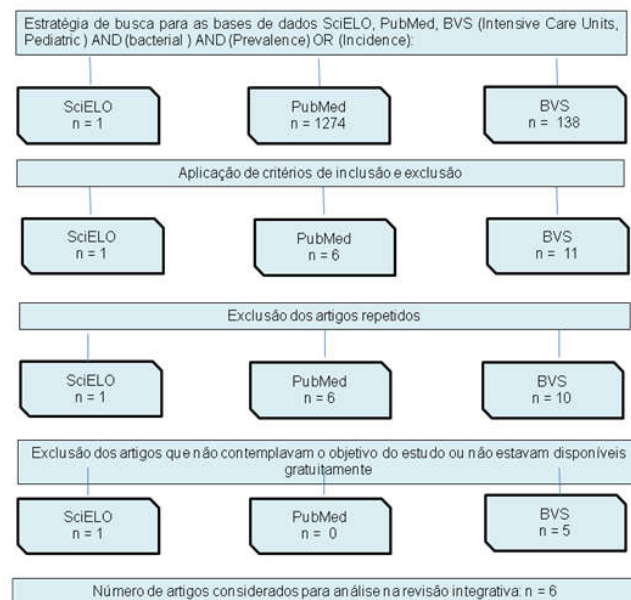 Estratégia de busca para as bases de dados SciELO, PubMed, BVS (Intensive Care Units,
Pediatric ) AND (bacterial ) AND (Prevalence) OR (Incidence):
SciELO
n = 1
PubMed
n = 1274
BVS
n = 138
Aplicação de critérios de inclusão e exclusão
SciELO
n = 1
PubMed
n = 6
BVS
n = 11
Exclusão dos artigos repetidos
SciELO
n = 1
PubMed
n = 6
BVS
n = 10
Exclusão dos artigos que não contemplavam o objetivo do estudo ou não estavam disponíveis
gratuitamente
SciELO
n = 1
PubMed
n = 0
BVS
n = 5
Número de artigos considerados para análise na revisão integrativa: n = 6